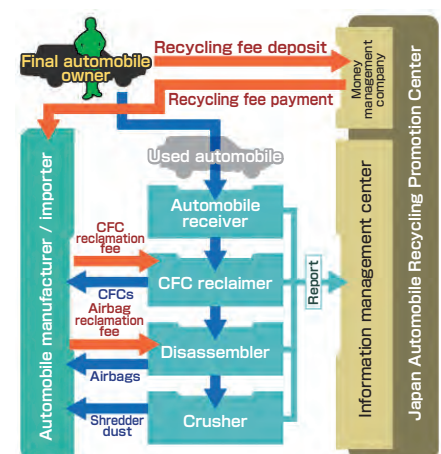 Final automobile
owner
Recycling fee deposit
Recycling fee payment
Money
management
company
Japan Automobile Recycling Promotion Center
Used automobile
Automobile manufacturer / importer
Automobile
receiver
CFC
reclamation
fee
CFC reclaimer
CFCs
Airbag
reclamation
fee
Disassembler
Airbags
Shredder
dust
Crusher
Report
Information management center